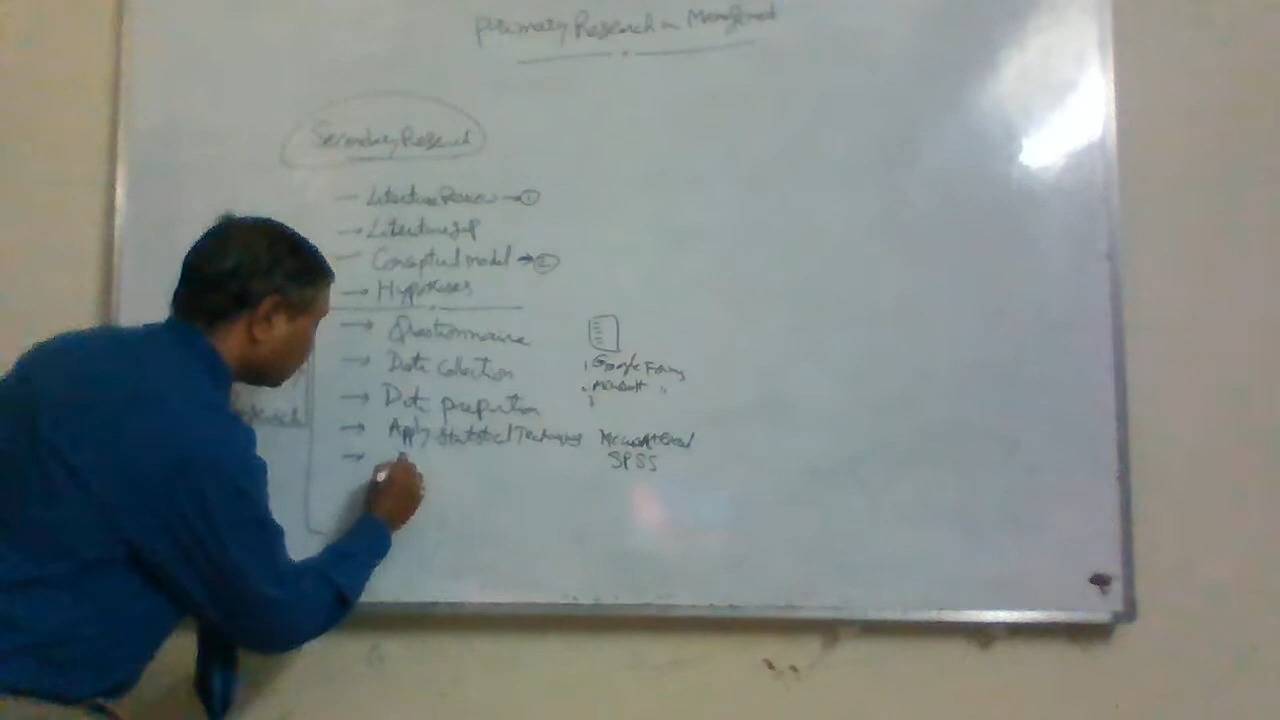 Primary Research in Management
Secondary Research
— Literature Review → ①
→ Literature gap
— Conceptual model → ②
→ Hypotheses
→ Questionnaire
→ Data collection
Google Forms
→ Data preparation
Microsoft "
→ Apply Statistical Techniques Microsoft Excel
SPSS
→